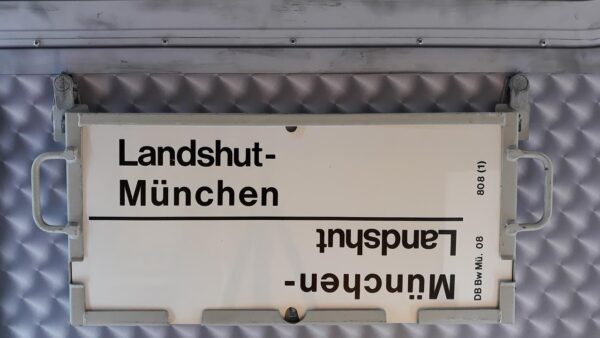 Landshut-
München
München-
Landshut
DB Bw Mü. 08 808 (1)